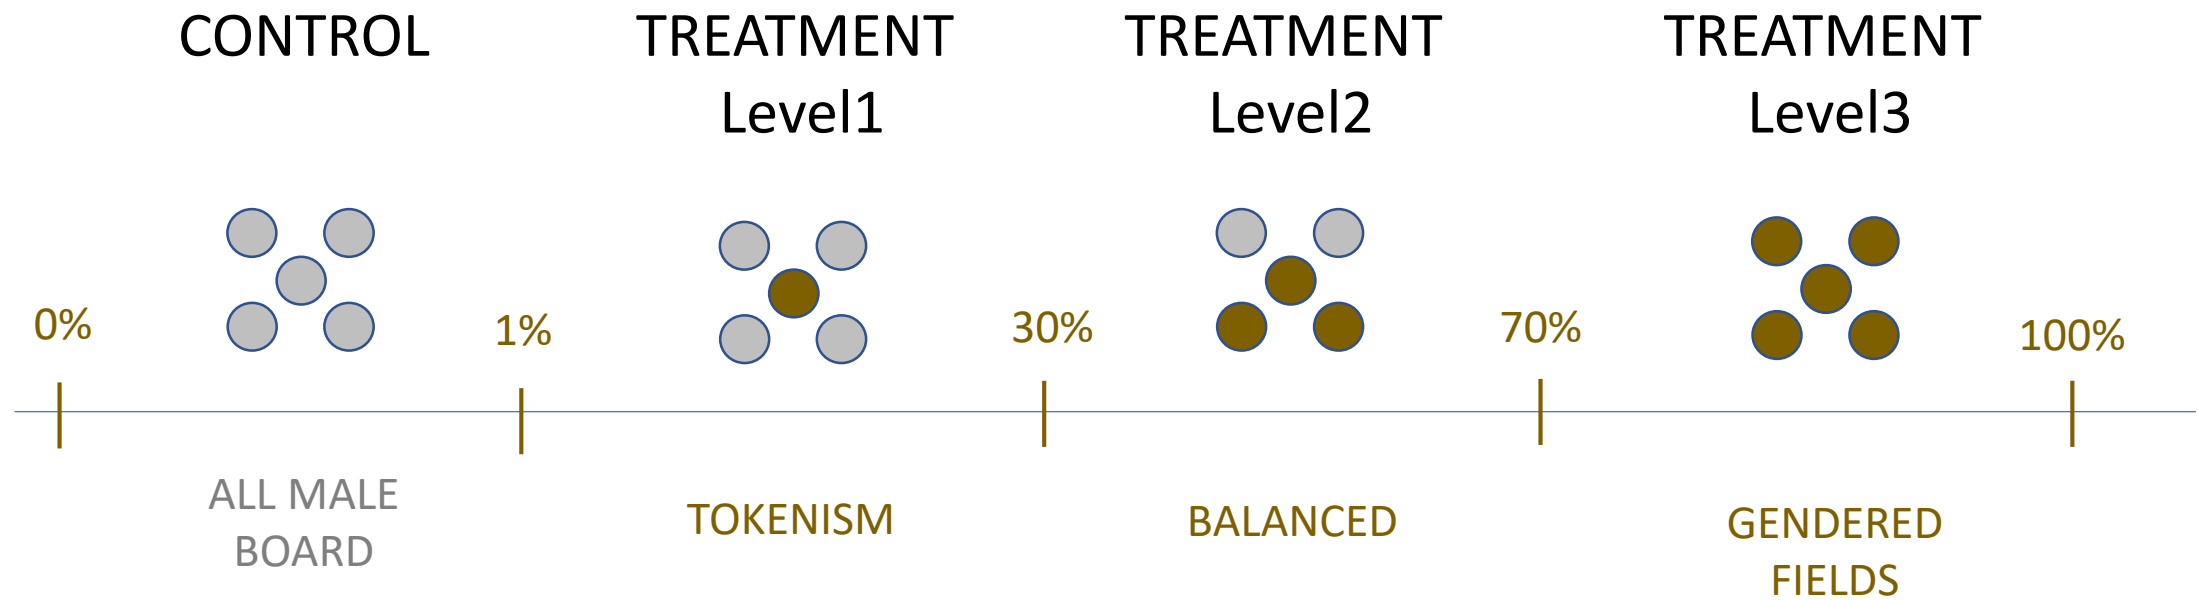 CONTROL
TREATMENT
Level1
TREATMENT
Level2
TREATMENT
Level3
0%
1%
30%
70%
100%
ALL MALE
BOARD
TOKENISM
BALANCED
GENDERED
FIELDS